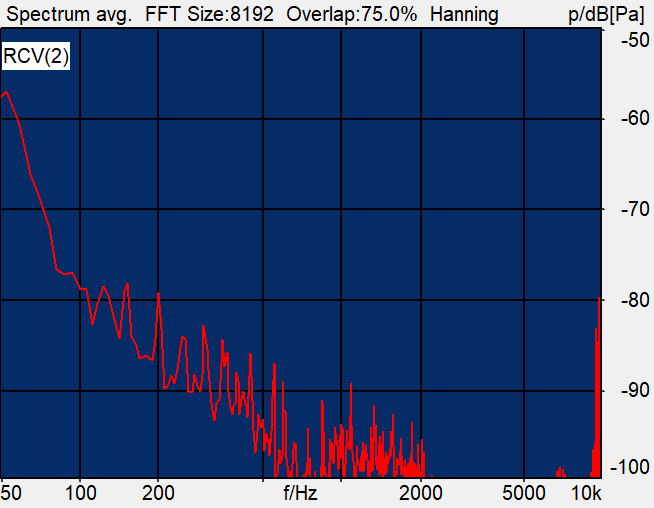 Spectrum avg. FFT Size:8192 Overlap:75.0% Hanning p/dB[Pa]
-50
RCV(2)
-60
-70
-80
-90
-100
50 100 200 f/Hz 2000 5000 10k